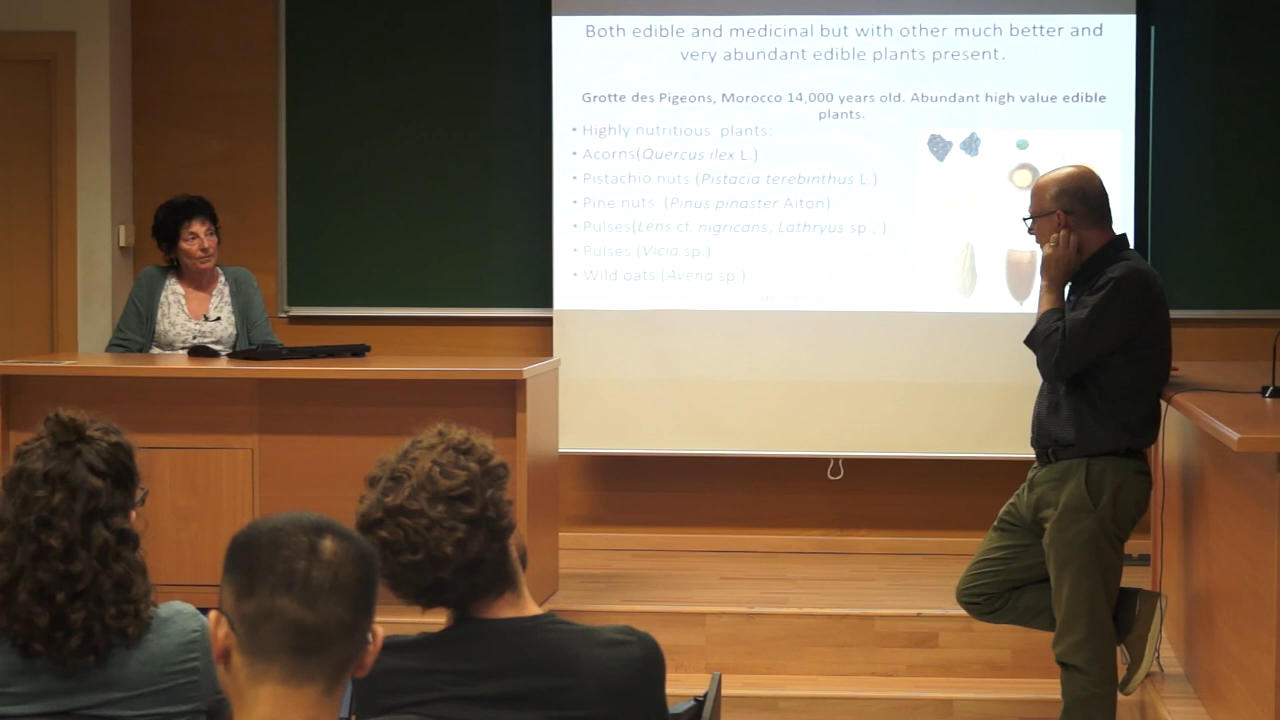 Both edible and medicinal but with other much better and
very abundant edible plants present.
Grotte des Pigeons, Morocco 14,000 years old. Abundant high value edible
plants.
• Highly nutritious plants:
• Acorns(Quercus ilex L.)
• Pistachio nuts (Pistacia terebinthus L.)
• Pine nuts (Pinus pinaster Aiton)
• Pulses(Lens cf. nigricans, Lathryus sp., )
• Pulses (Vicia sp.)
• Wild oats (Avena sp.)